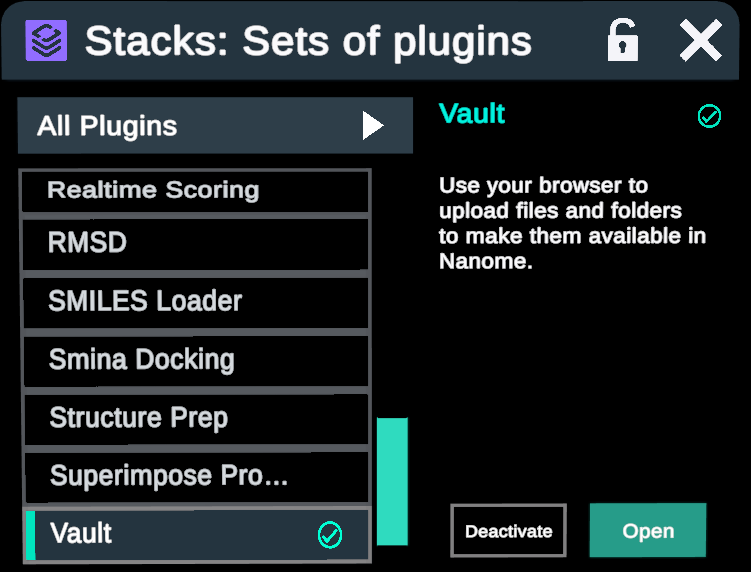 Stacks: Sets of plugins
All Plugins
Realtime Scoring
RMSD
SMILES Loader
Smina Docking
Structure Prep
Superimpose Pro...
Vault
Vault
Use your browser to
upload files and folders
to make them available in
Nanome.
Deactivate
Open